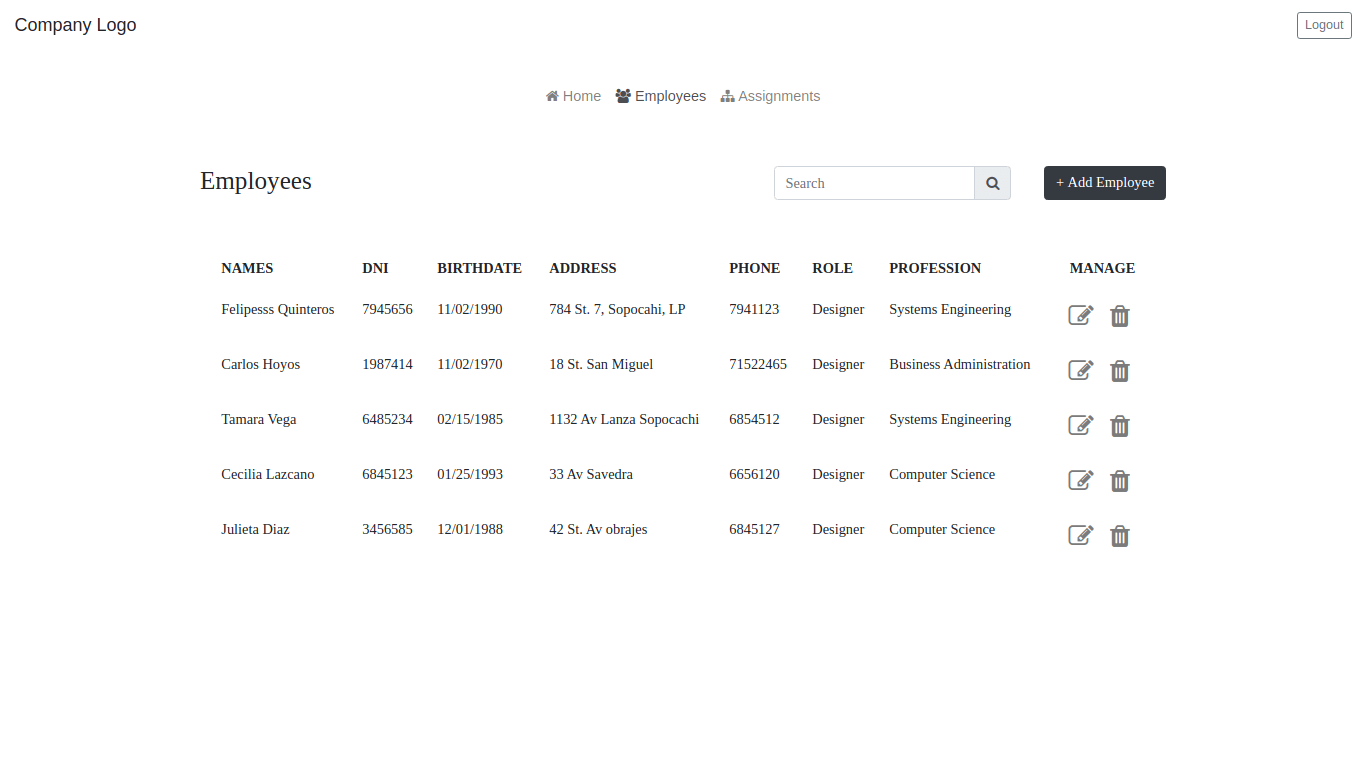 Company Logo Logout
Home Employees Assignments
Employees Search + Add Employee
NAMES DNI BIRTHDATE ADDRESS PHONE ROLE PROFESSION MANAGE
Felipesss Quinteros 7945656 11/02/1990 784 St. 7, Sopocahi, LP 7941123 Designer Systems Engineering
Carlos Hoyos 1987414 11/02/1970 18 St. San Miguel 71522465 Designer Business Administration
Tamara Vega 6485234 02/15/1985 1132 Av Lanza Sopocachi 6854512 Designer Systems Engineering
Cecilia Lazcano 6845123 01/25/1993 33 Av Savedra 6656120 Designer Computer Science
Julieta Diaz 3456585 12/01/1988 42 St. Av obrajes 6845127 Designer Computer Science